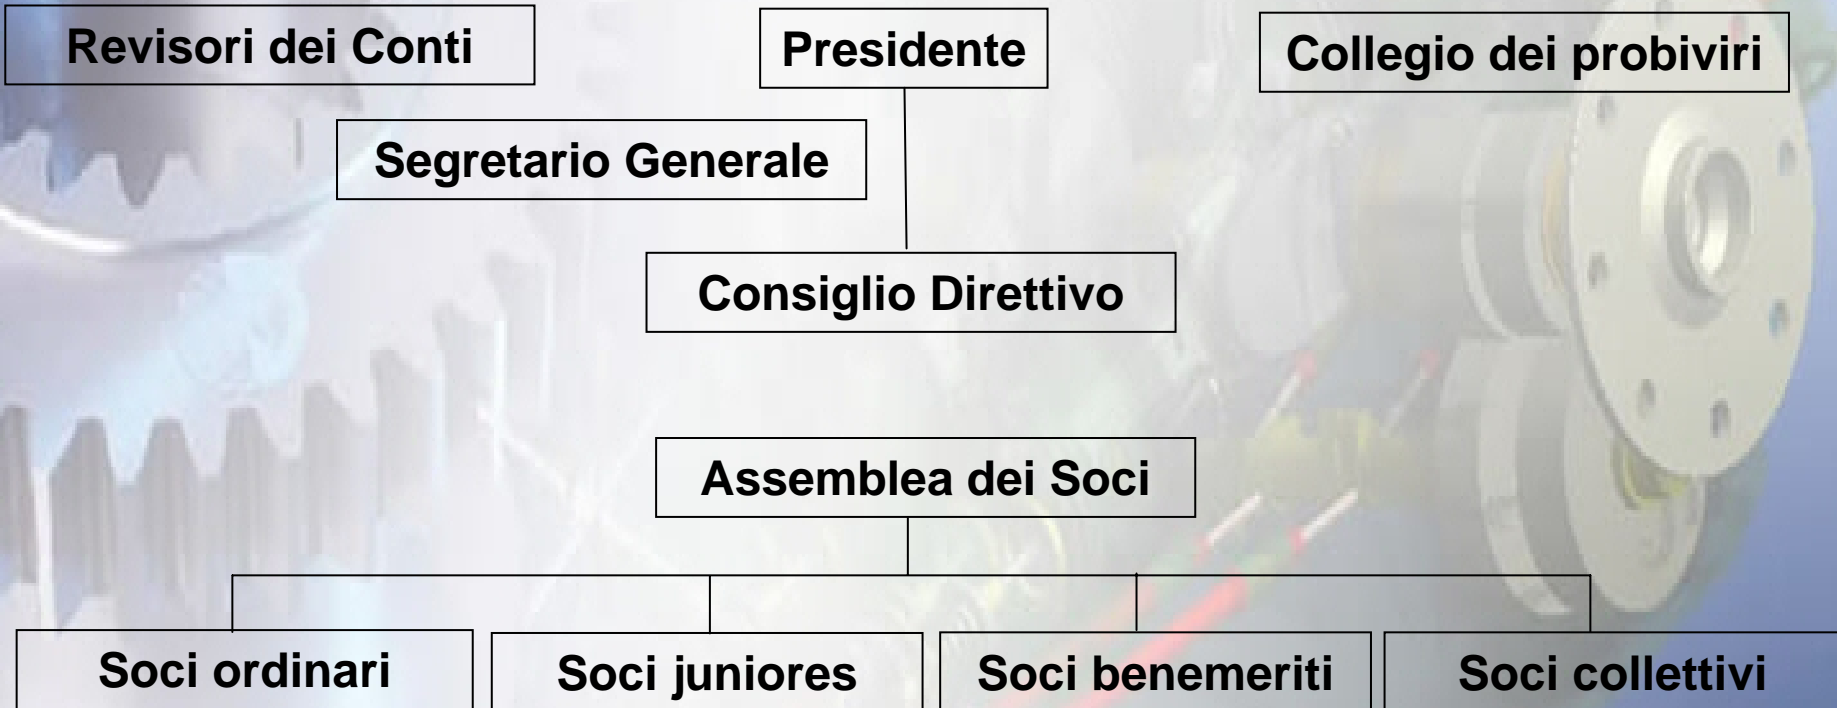 Revisori dei Conti
Presidente
Collegio dei probiviri
Segretario Generale
Consiglio Direttivo
Assemblea dei Soci
Soci ordinari
Soci juniores
Soci benemeriti
Soci collettivi